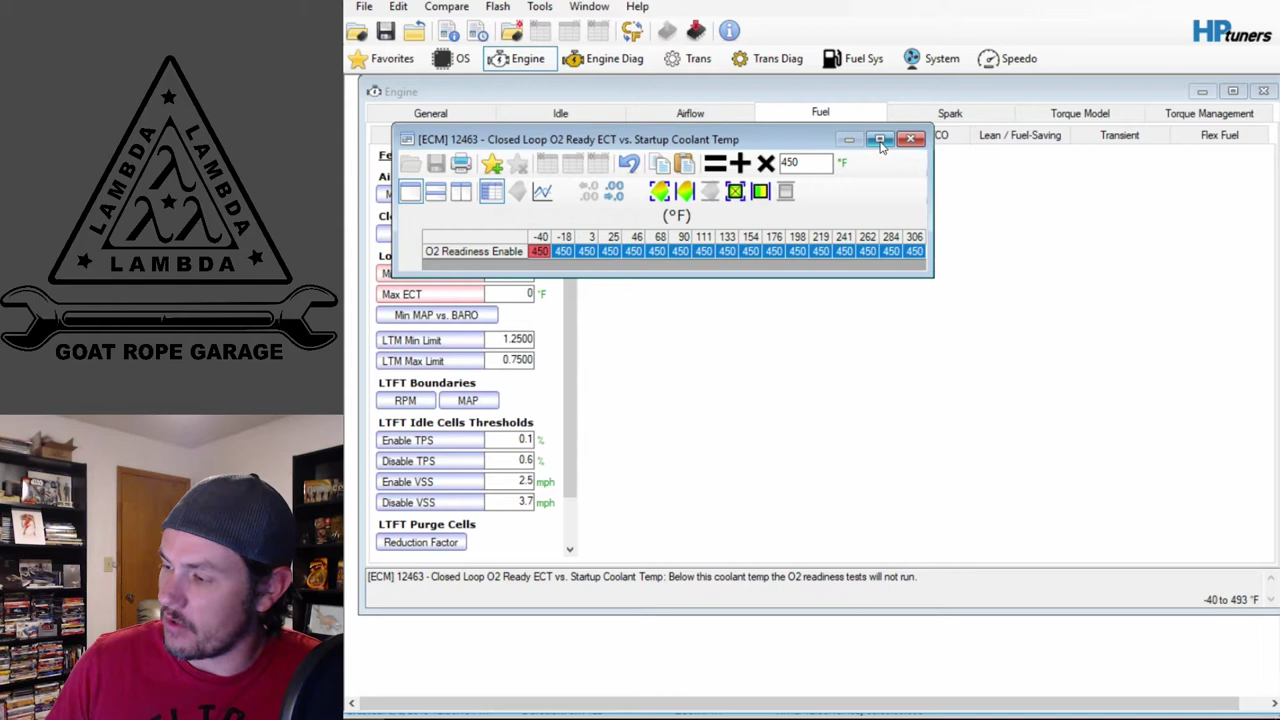 File Edit View Compare Flash Tools Window Help
HPtuners
Favorites OS Engine Engine Diag Trans Trans Diag Fuel Sys System Speedo
Engine
General Idle Airflow Fuel Spark Torque Model Torque Management
CO Lean / Fuel-Saving Transient Flex Fuel
[ECM] 12463 - Closed Loop O2 Ready ECT vs. Startup Coolant Temp
450 °F
(°F)
-40 -18 3 25 46 68 90 111 133 154 176 198 219 241 262 284 306
O2 Readiness Enable 450 450 450 450 450 450 450 450 450 450 450 450 450 450 450 450 450
Max ECT 0 °F
Min MAP vs. BARO
LTM Min Limit 1.2500
LTM Max Limit 0.7500
LTFT Boundaries
RPM MAP
LTFT Idle Cells Thresholds
Enable TPS 0.1 %
Disable TPS 0.6 %
Enable VSS 2.5 mph
Disable VSS 3.7 mph
LTFT Purge Cells
Reduction Factor
[ECM] 12463 - Closed Loop O2 Ready ECT vs. Startup Coolant Temp: Below this coolant temp the O2 readiness tests will not run.
-40 to 493 °F
LAMBDA
LAMBDA
λ λ λ
LAMBDA
GOAT ROPE GARAGE